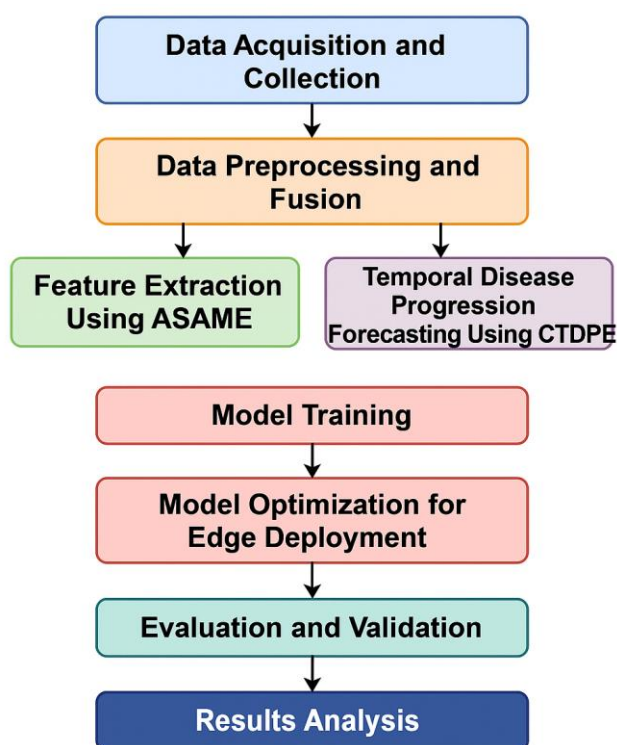 Data Acquisition and
Collection
Data Preprocessing and
Fusion
Feature Extraction
Using ASAME
Temporal Disease
Progression
Forecasting Using CTDPE
Model Training
Model Optimization for
Edge Deployment
Evaluation and Validation
Results Analysis